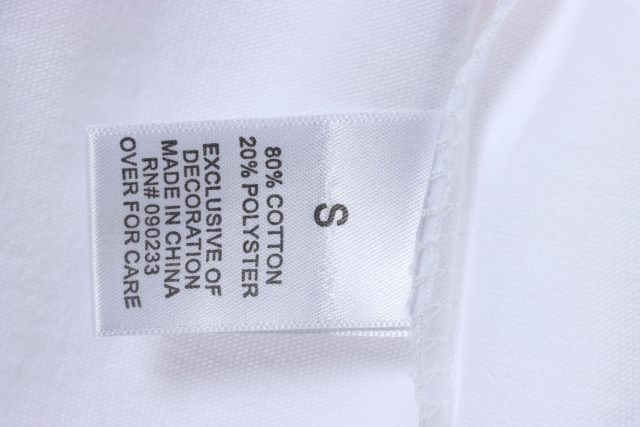 S
80% COTTON
20% POLYSTER
EXCLUSIVE OF
DECORATION
MADE IN CHINA
RN# 090233
OVER FOR CARE